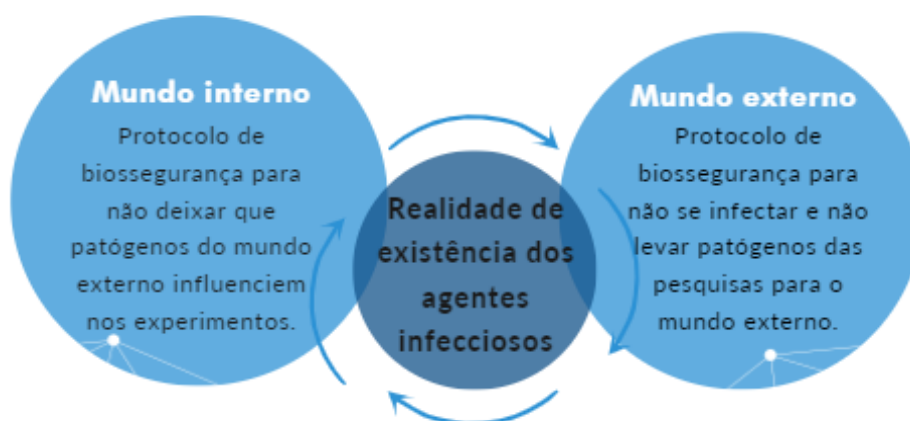 Mundo interno
Protocolo de
biossegurança para
não deixar que
patógenos do mundo
externo influenciem
nos experimentos.
Realidade de
existência dos
agentes
infecciosos
Mundo externo
Protocolo de
biossegurança para
não se infectar e não
levar patógenos das
pesquisas para o
mundo externo.